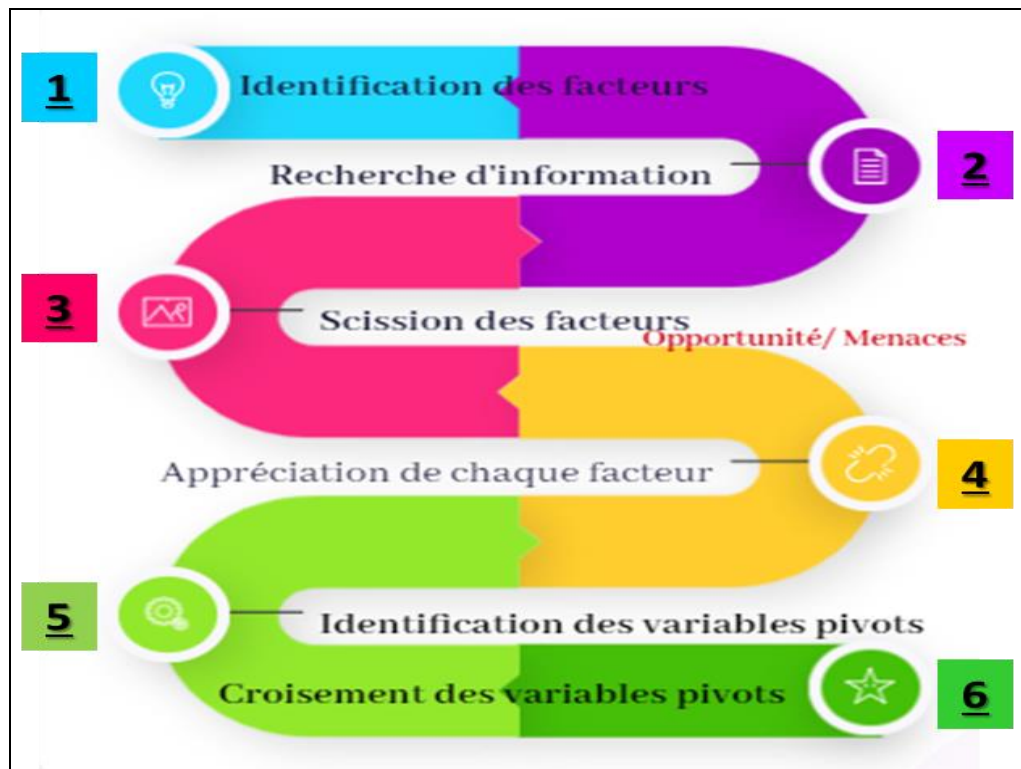 1
Identification des facteurs
Recherche d'information
2
3
Scission des facteurs
Opportunité/ Menaces
Appréciation de chaque facteur
4
5
Identification des variables pivots
Croisement des variables pivots
6